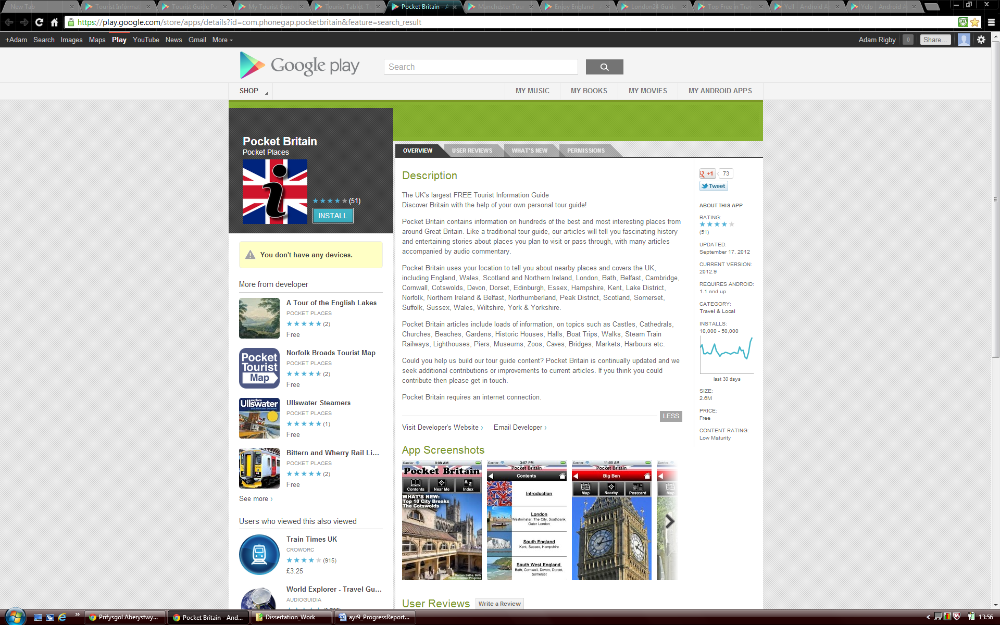 New Tab
Tourist Informat
Tourist Guide Pa
My Tourist Guid
Tourist Tablet-T
Pocket Britain - A
Manchester Tou
Enjoy England -
London24 Guide
Top Free in Trav
Yell - Android A
Yelp - Android A
https://play.google.com/store/apps/details?id=com.phonegap.pocketbritain&feature=search_result
+Adam Search Images Maps Play YouTube News Gmail More
Adam Rigby 0 Share...
Google play
Search
SHOP
MY MUSIC MY BOOKS MY MOVIES MY ANDROID APPS
Pocket Britain
Pocket Places
i
(51)
INSTALL
You don't have any devices.
More from developer
A Tour of the English Lakes
POCKET PLACES
(2)
Free
Pocket
Tourist
Map
Norfolk Broads Tourist Map
POCKET PLACES
(2)
Free
explore
Ullswater
Ullswater Steamers
POCKET PLACES
(1)
Free
Bittern and Wherry Rail Li...
POCKET PLACES
(2)
Free
See more ›
Users who viewed this also viewed
Train Times UK
CROWORC
(915)
£3.25
World Explorer - Travel Gu...
AUDIOGUIDIA
OVERVIEW USER REVIEWS WHAT'S NEW PERMISSIONS
Description
The UK's largest FREE Tourist Information Guide
Discover Britain with the help of your own personal tour guide!
Pocket Britain contains information on hundreds of the best and most interesting places from
around Great Britain. Like a traditional tour guide, our articles will tell you fascinating history
and entertaining stories about places you plan to visit or pass through, with many articles
accompanied by audio commentary.
Pocket Britain uses your location to tell you about nearby places and covers the UK,
including England, Wales, Scotland and Northern Ireland, London, Bath, Belfast, Cambridge,
Cornwall, Cotswolds, Devon, Dorset, Edinburgh, Essex, Hampshire, Kent, Lake District,
Norfolk, Northern Ireland & Belfast, Northumberland, Peak District, Scotland, Somerset,
Suffolk, Sussex, Wales, Wiltshire, York & Yorkshire.
Pocket Britain articles include loads of information, on topics such as Castles, Cathedrals,
Churches, Beaches, Gardens, Historic Houses, Halls, Boat Trips, Walks, Steam Train
Railways, Lighthouses, Piers, Museums, Zoos, Caves, Bridges, Markets, Harbours etc.
Could you help us build our tour guide content? Pocket Britain is continually updated and we
seek additional contributions or improvements to current articles. If you think you could
contribute then please get in touch.
Pocket Britain requires an internet connection.
LESS
Visit Developer's Website › Email Developer ›
App Screenshots
Carrier 9:08 AM
Pocket Britain
Contents Near Me Index
WHAT'S NEW:
Top 10 City Breaks
The Cotswolds
Roman Baths, Bath
Photo 4 Colour Progress
Carrier 3:07 PM
Pocket Britain
Contents
Introduction
London
Westminster, The City, Southbank,
Outer London
South England
Kent, Sussex, Hampshire
South West England
Bath, Cornwall, Devon, Dorset,
Somerset
Carrier 11:00 AM
Pocket Britain
Big Ben
Map Nearby Postcard
Carrier
Map
User Reviews
Write a Review
+1 73
Tweet
ABOUT THIS APP
RATING:
(51)
UPDATED:
September 17, 2012
CURRENT VERSION:
2012.9
REQUIRES ANDROID:
1.1 and up
CATEGORY:
Travel & Local
INSTALLS:
10,000 - 50,000
last 30 days
SIZE:
2.6M
PRICE:
Free
CONTENT RATING:
Low Maturity
Prifysgol Aberystwy...
Pocket Britain - And...
Dissertation_Work
ayr9_ProgressReport...
13:56